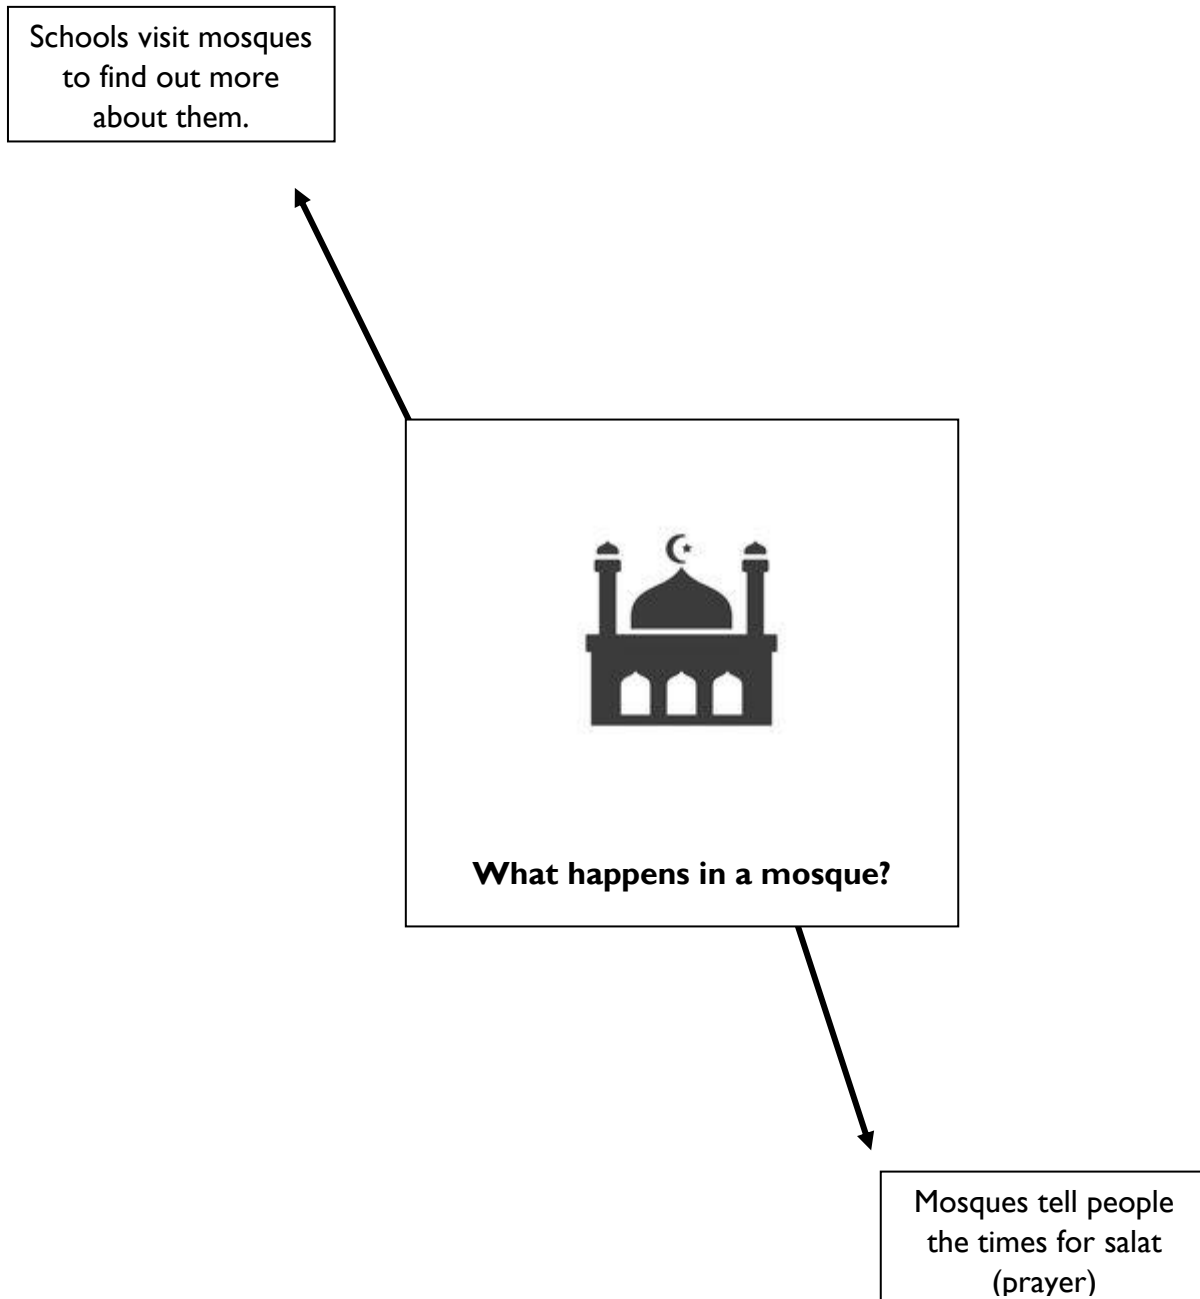 Schools visit mosques
to find out more
about them.
What happens in a mosque?
Mosques tell people
the times for salat
(prayer)